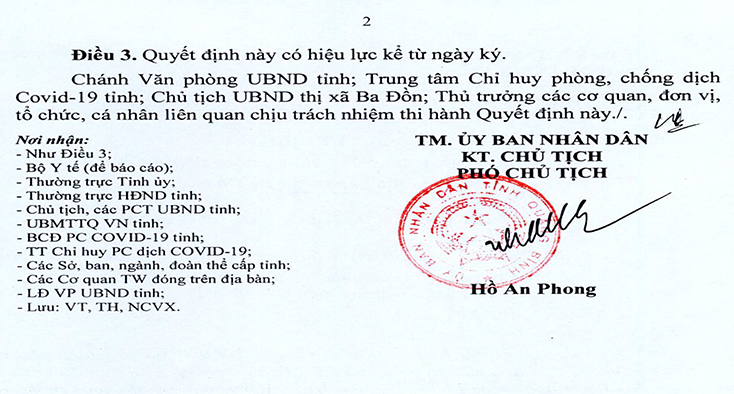 2
Điều 3. Quyết định này có hiệu lực kể từ ngày ký.
Chánh Văn phòng UBND tỉnh; Trung tâm Chỉ huy phòng, chống dịch
Covid-19 tỉnh; Chủ tịch UBND thị xã Ba Đồn; Thủ trưởng các cơ quan, đơn vị,
tổ chức, cá nhân liên quan chịu trách nhiệm thi hành Quyết định này./.
Nơi nhận:
- Như Điều 3;
- Bộ Y tế (để báo cáo);
- Thường trực Tỉnh ủy;
- Thường trực HĐND tỉnh;
- Chủ tịch, các PCT UBND tỉnh;
- UBMTTQ VN tỉnh;
- BCĐ PC COVID-19 tỉnh;
- TT Chỉ huy PC dịch COVID-19;
- Các Sở, ban, ngành, đoàn thể cấp tỉnh;
- Các Cơ quan TW đóng trên địa bàn;
- LĐ VP UBND tỉnh;
- Lưu: VT, TH, NCVX.
TM. ỦY BAN NHÂN DÂN
KT. CHỦ TỊCH
PHÓ CHỦ TỊCH
ỦY BAN NHÂN DÂN TỈNH QUẢNG BÌNH
Hồ An Phong